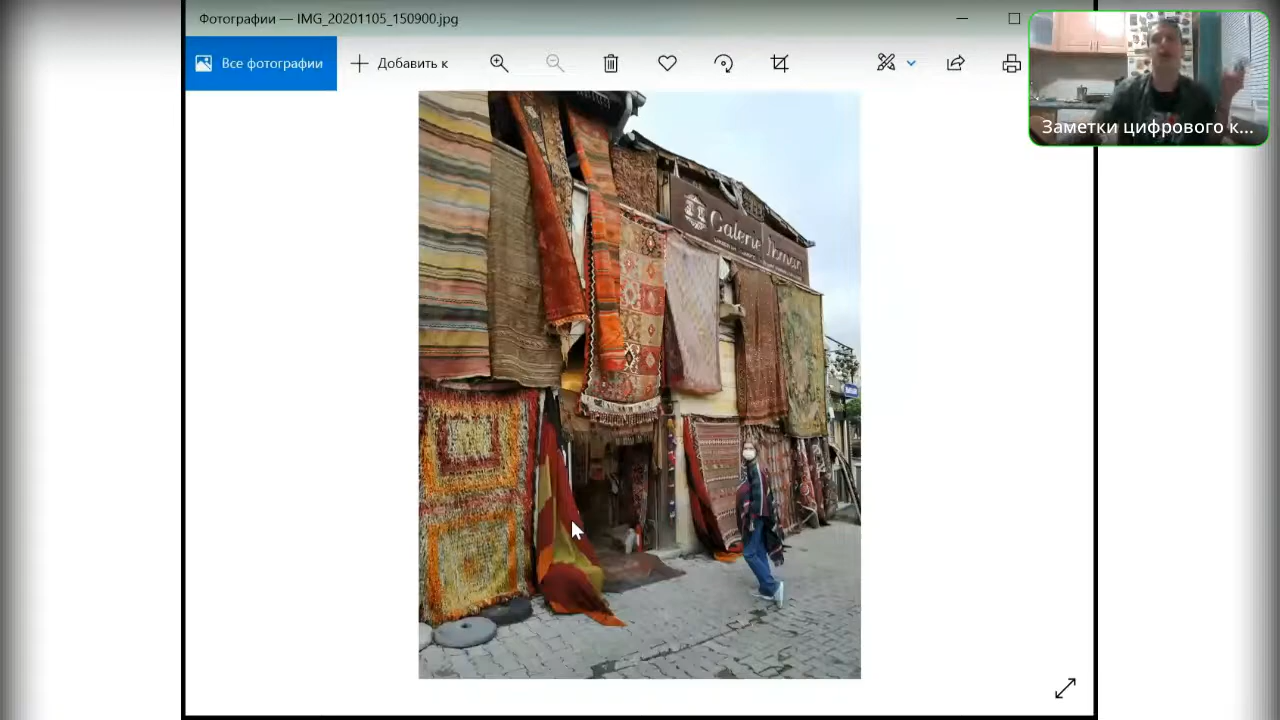 Фотографии — IMG_20201105_150900.jpg
Все фотографии
Добавить к
Заметки цифрового к...
Galerie